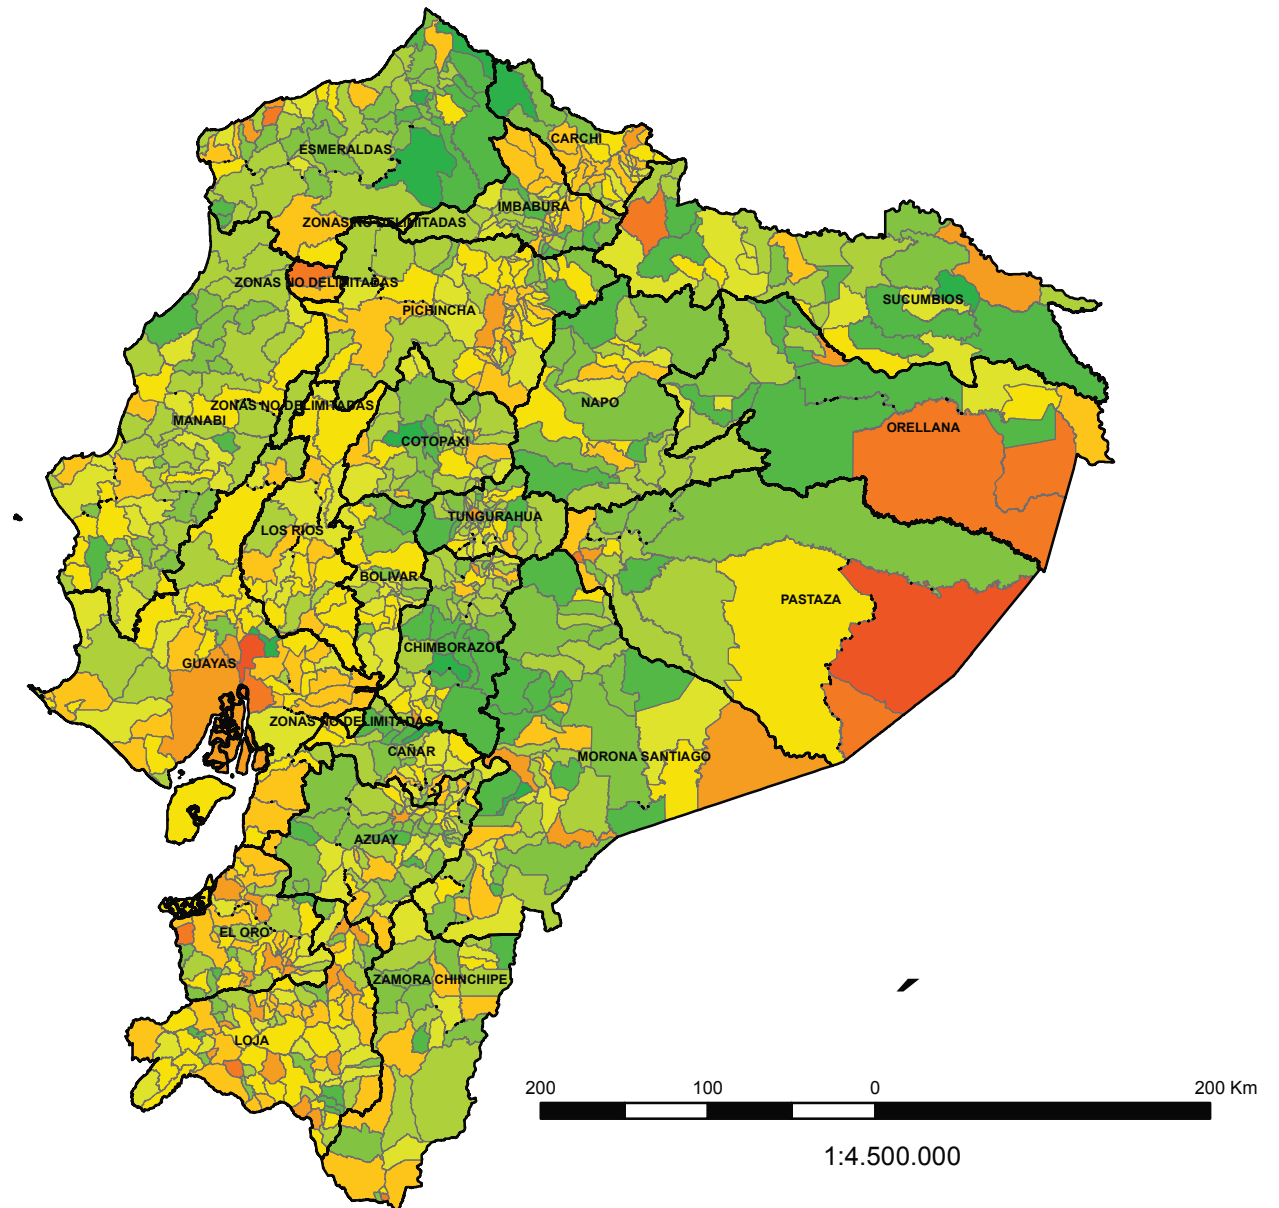 CARCHI
ESMERALDAS
IMBABURA
ZONAS NO DELIMITADAS
ZONAS NO DELIMITADAS
SUCUMBIOS
PICHINCHA
NAPO
ZONAS NO DELIMITADAS
MANABI
ORELLANA
COTOPAXI
TUNGURAHUA
LOS RIOS
BOLIVAR
PASTAZA
CHIMBORAZO
GUAYAS
ZONAS NO DELIMITADAS
CAÑAR
MORONA SANTIAGO
AZUAY
EL ORO
ZAMORA CHINCHIPE
LOJA
200 100 0 200 Km
1:4.500.000